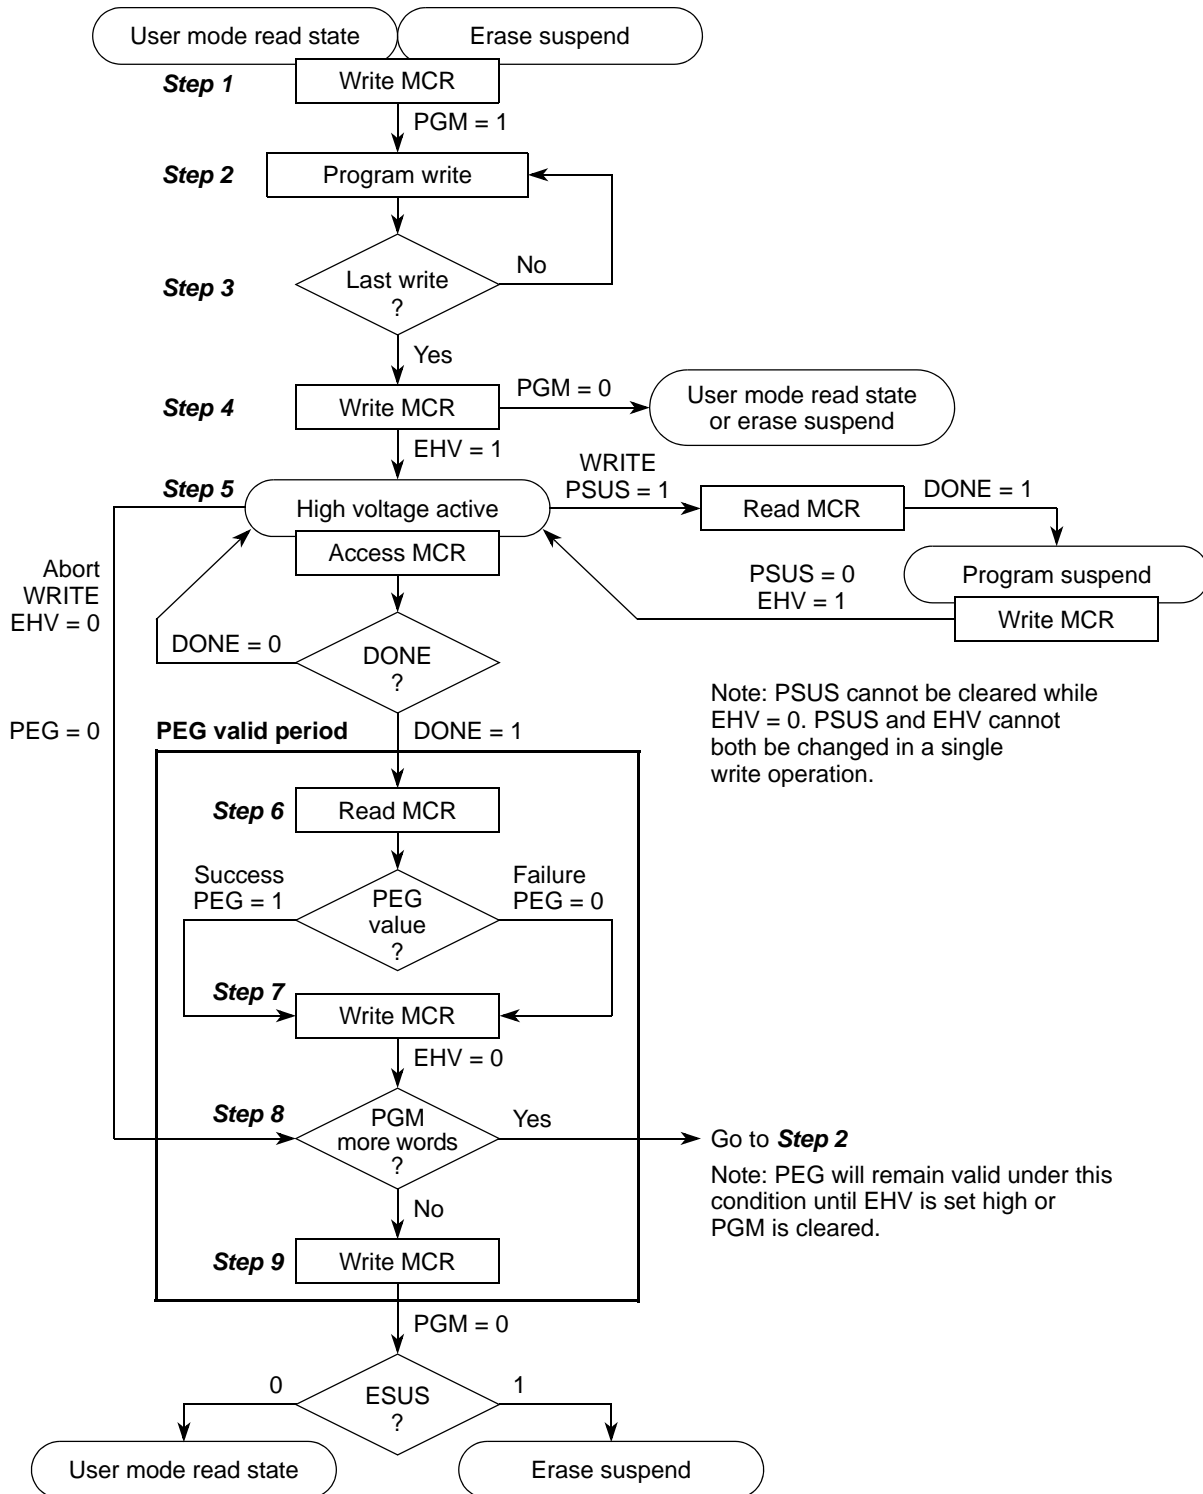 User mode read state
Erase suspend
Step 1
Write MCR
PGM = 1
Step 2
Program write
Step 3
Last write
?
No
Yes
Step 4
Write MCR
PGM = 0
User mode read state
or erase suspend
EHV = 1
Step 5
High voltage active
WRITE
PSUS = 1
Read MCR
DONE = 1
Access MCR
Abort
WRITE
EHV = 0
PSUS = 0
EHV = 1
Program suspend
Write MCR
DONE = 0
DONE
?
Note: PSUS cannot be cleared while
EHV = 0. PSUS and EHV cannot
both be changed in a single
write operation.
PEG = 0
PEG valid period
DONE = 1
Step 6
Read MCR
Success
PEG = 1
PEG
value
?
Failure
PEG = 0
Step 7
Write MCR
EHV = 0
Step 8
PGM
more words
?
Yes
Go to Step 2
Note: PEG will remain valid under this
condition until EHV is set high or
PGM is cleared.
No
Step 9
Write MCR
PGM = 0
0
ESUS
?
1
User mode read state
Erase suspend